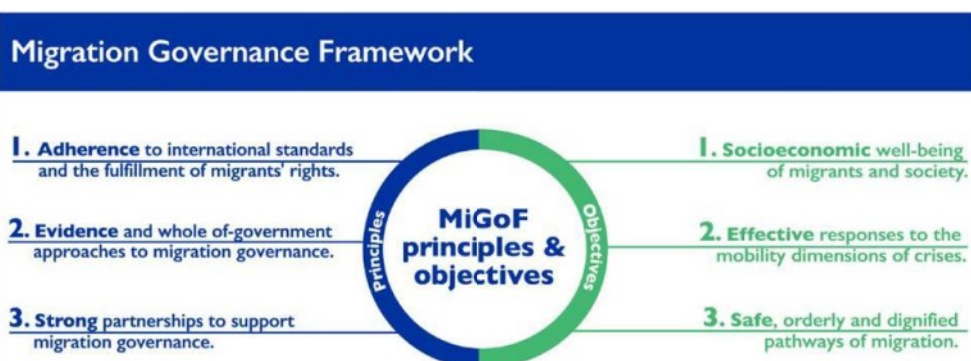 Migration Governance Framework
1. Adherence to international standards
and the fulfillment of migrants' rights.
2. Evidence and whole of-government
approaches to migration governance.
3. Strong partnerships to support
migration governance.
Principles
MiGoF
principles &
objectives
Objectives
1. Socioeconomic well-being
of migrants and society.
2. Effective responses to the
mobility dimensions of crises.
3. Safe, orderly and dignified
pathways of migration.